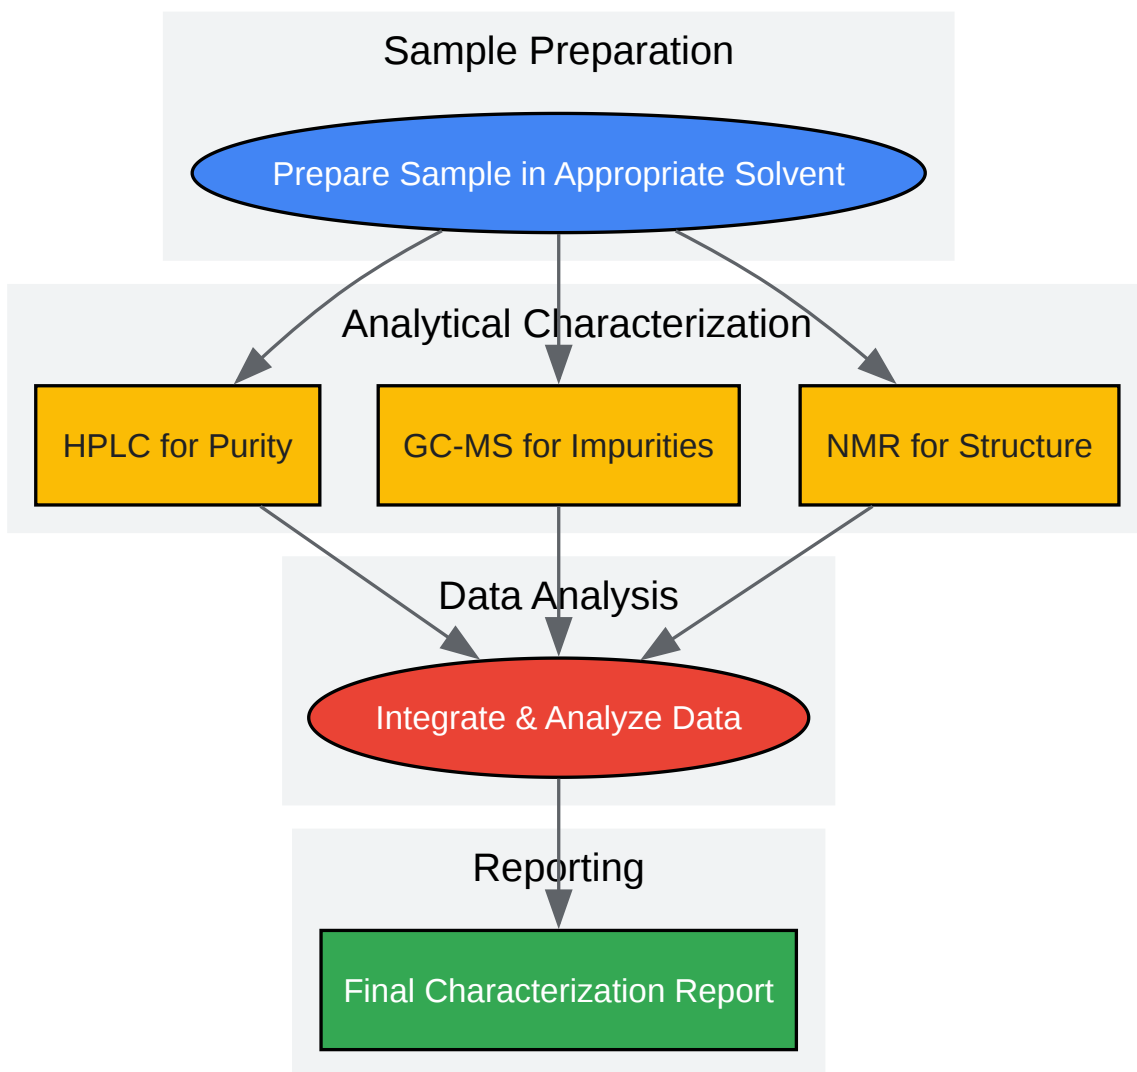 Sample Preparation
Prepare Sample in Appropriate Solvent
Analytical Characterization
HPLC for Purity
GC-MS for Impurities
NMR for Structure
Data Analysis
Integrate & Analyze Data
Reporting
Final Characterization Report